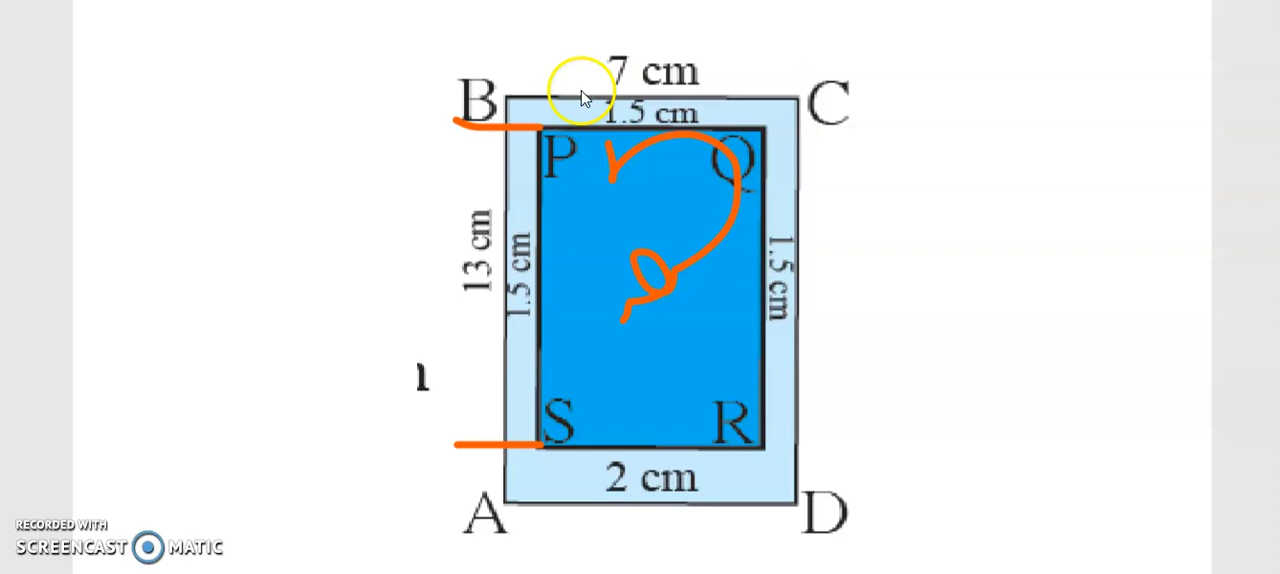 7 cm
B
C
1.5 cm
P
Q
13 cm
1.5 cm
1.5 cm
S
R
2 cm
A
D
RECORDED WITH
SCREENCAST MATIC